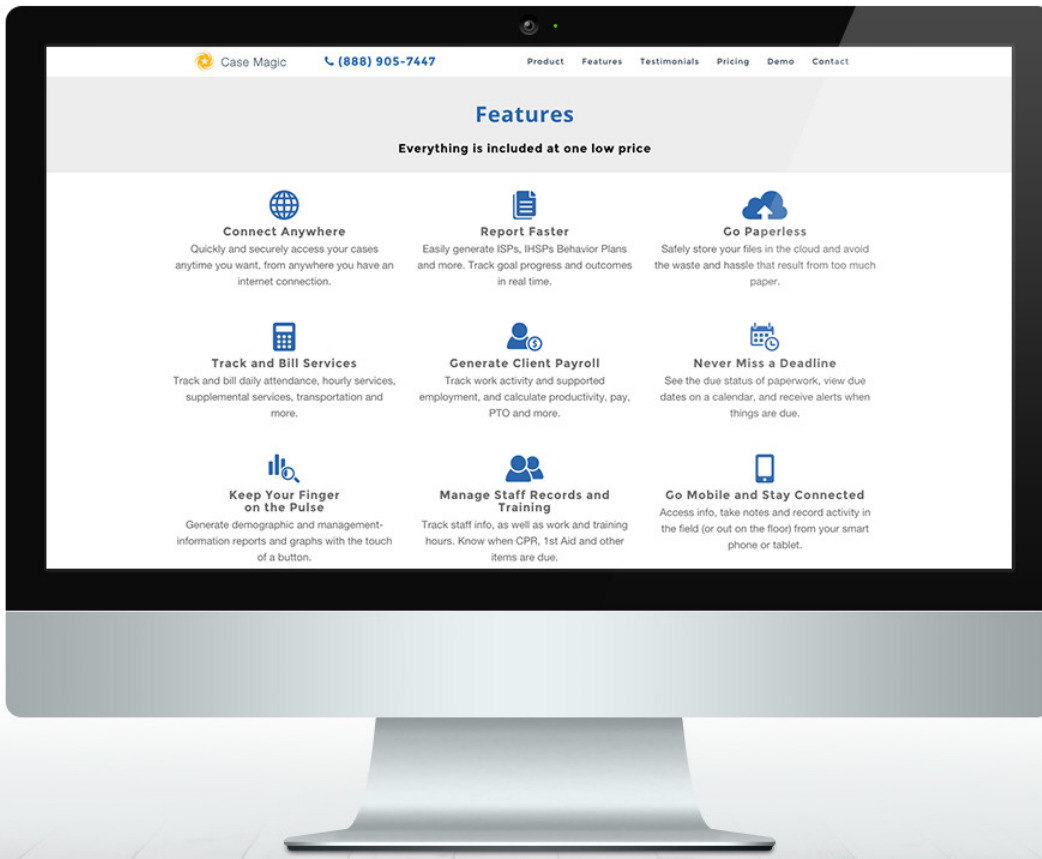 Case Magic (888) 905-7447 Product Features Testimonials Pricing Demo Contact
Features
Everything is included at one low price
Connect Anywhere
Quickly and securely access your cases
anytime you want, from anywhere you have an
internet connection.
Report Faster
Easily generate ISPs, IHSPs Behavior Plans
and more. Track goal progress and outcomes
in real time.
Go Paperless
Safely store your files in the cloud and avoid
the waste and hassle that result from too much
paper.
Track and Bill Services
Track and bill daily attendance, hourly services,
supplemental services, transportation and
more.
Generate Client Payroll
Track work activity and supported
employment, and calculate productivity, pay,
PTO and more.
Never Miss a Deadline
See the due status of paperwork, view due
dates on a calendar, and receive alerts when
things are due.
Keep Your Finger
on the Pulse
Generate demographic and management-
information reports and graphs with the touch
of a button.
Manage Staff Records and
Training
Track staff info, as well as work and training
hours. Know when CPR, 1st Aid and other
items are due.
Go Mobile and Stay Connected
Access info, take notes and record activity in
the field (or out on the floor) from your smart
phone or tablet.